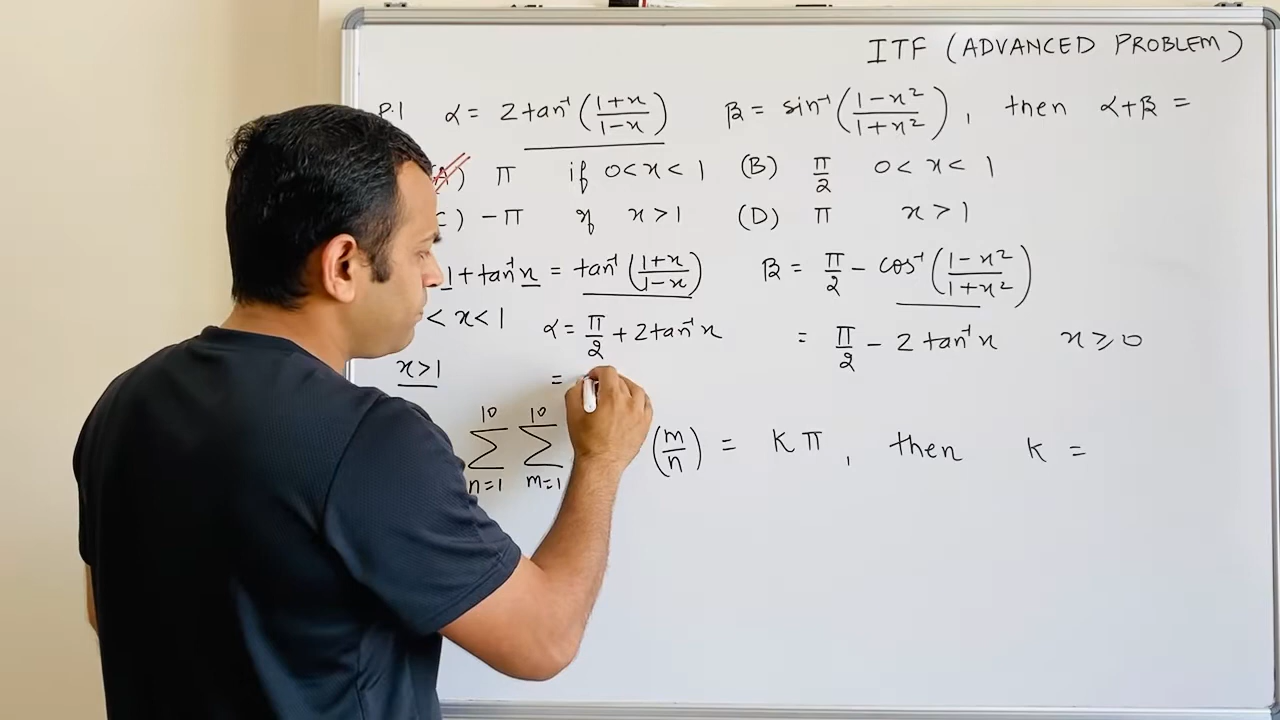 ITF (ADVANCED PROBLEM)
P.1 α = 2tan⁻¹((1+x)/(1-x)) β = sin⁻¹((1-x²)/(1+x²)), then α+β =
A) π if 0<x<1 (B) π/2 0<x<1
) -π if x>1 (D) π x>1
1+tan⁻¹x = tan⁻¹((1+x)/(1-x)) β = π/2 - cos⁻¹((1-x²)/(1+x²))
< x<1 α = π/2 + 2tan⁻¹x = π/2 - 2tan⁻¹x x ≥ 0
x>1 =
10∑n=1 10∑m=1 (m/n) = Kπ, then K =